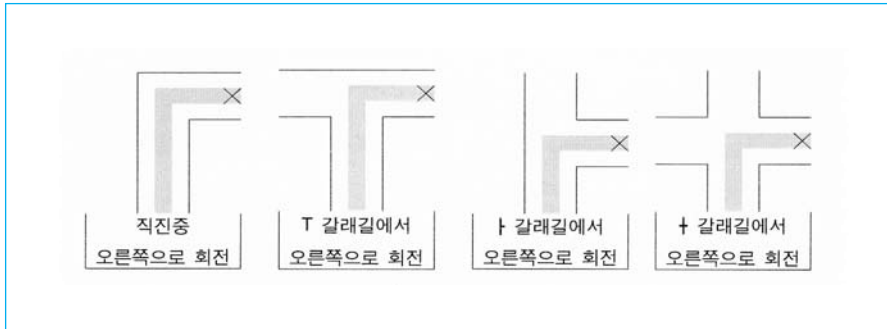 직진중
오른쪽으로 회전
ㅜ 갈래길에서
오른쪽으로 회전
ㅏ 갈래길에서
오른쪽으로 회전
╋ 갈래길에서
오른쪽으로 회전